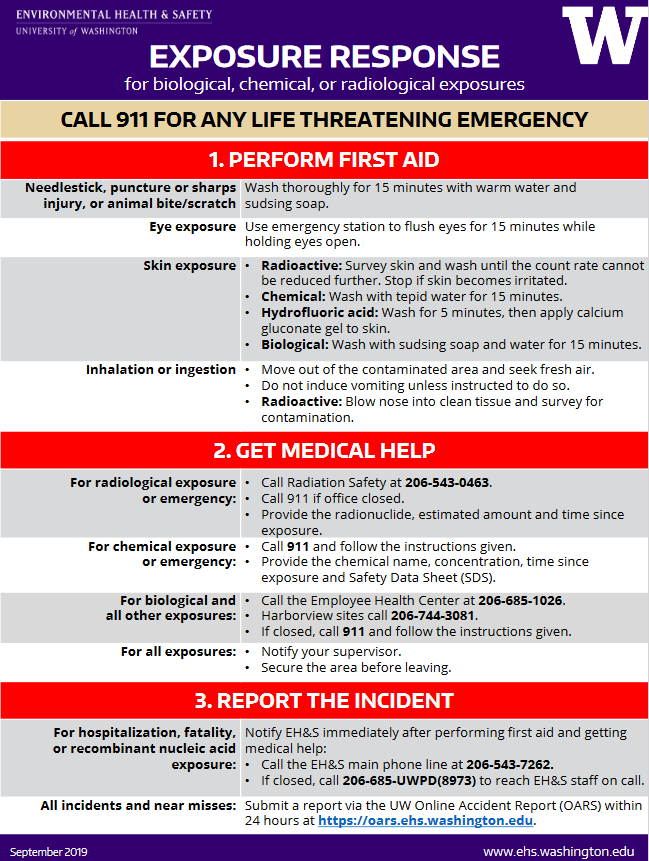 ENVIRONMENTAL HEALTH & SAFETY
UNIVERSITY of WASHINGTON
W
EXPOSURE RESPONSE
for biological, chemical, or radiological exposures
CALL 911 FOR ANY LIFE THREATENING EMERGENCY
1. PERFORM FIRST AID
Needlestick, puncture or sharps
injury, or animal bite/scratch
Wash thoroughly for 15 minutes with warm water and
sudsing soap.
Eye exposure
Use emergency station to flush eyes for 15 minutes while
holding eyes open.
Skin exposure
• Radioactive: Survey skin and wash until the count rate cannot
be reduced further. Stop if skin becomes irritated.
• Chemical: Wash with tepid water for 15 minutes.
• Hydrofluoric acid: Wash for 5 minutes, then apply calcium
gluconate gel to skin.
• Biological: Wash with sudsing soap and water for 15 minutes.
Inhalation or ingestion
• Move out of the contaminated area and seek fresh air.
• Do not induce vomiting unless instructed to do so.
• Radioactive: Blow nose into clean tissue and survey for
contamination.
2. GET MEDICAL HELP
For radiological exposure
or emergency:
• Call Radiation Safety at 206-543-0463.
• Call 911 if office closed.
• Provide the radionuclide, estimated amount and time since
exposure.
For chemical exposure
or emergency:
• Call 911 and follow the instructions given.
• Provide the chemical name, concentration, time since
exposure and Safety Data Sheet (SDS).
For biological and
all other exposures:
• Call the Employee Health Center at 206-685-1026.
• Harborview sites call 206-744-3081.
• If closed, call 911 and follow the instructions given.
For all exposures:
• Notify your supervisor.
• Secure the area before leaving.
3. REPORT THE INCIDENT
For hospitalization, fatality,
or recombinant nucleic acid
exposure:
Notify EH&S immediately after performing first aid and getting
medical help:
• Call the EH&S main phone line at 206-543-7262.
• If closed, call 206-685-UWPD(8973) to reach EH&S staff on call.
All incidents and near misses:
Submit a report via the UW Online Accident Report (OARS) within
24 hours at https://oars.ehs.washington.edu.
September 2019
www.ehs.washington.edu